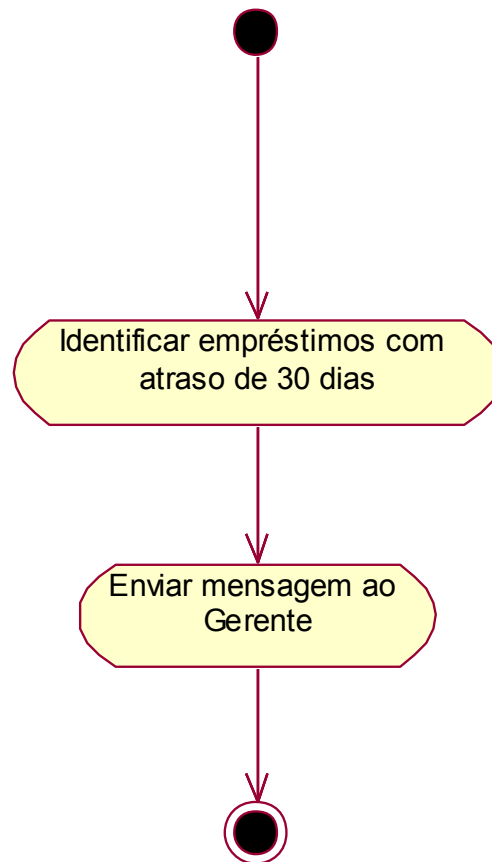 Identificar empréstimos com
atraso de 30 dias
Enviar mensagem ao
Gerente